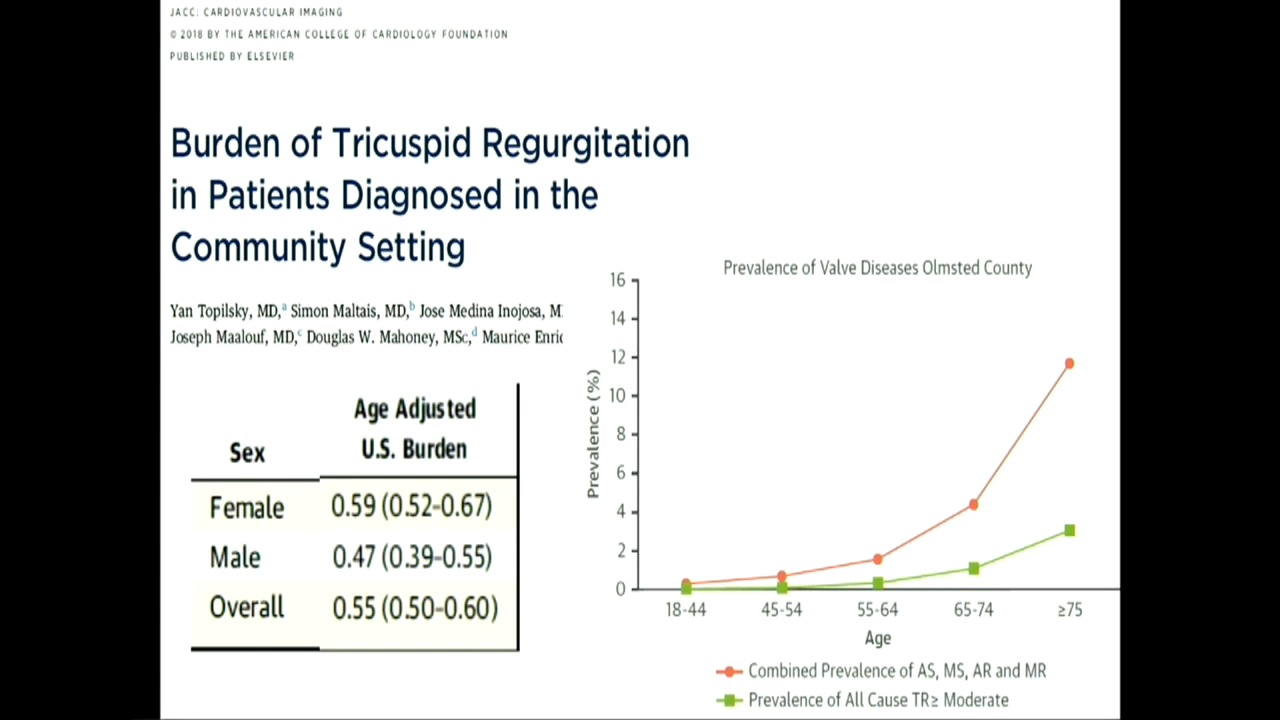 JACC: CARDIOVASCULAR IMAGING
© 2018 BY THE AMERICAN COLLEGE OF CARDIOLOGY FOUNDATION
PUBLISHED BY ELSEVIER
Burden of Tricuspid Regurgitation
in Patients Diagnosed in the
Community Setting
Yan Topilsky, MD,a Simon Maltais, MD,b Jose Medina Inojosa, M
Joseph Maalouf, MD,c Douglas W. Mahoney, MSc,d Maurice Enric
Sex Age Adjusted
U.S. Burden
Female 0.59 (0.52-0.67)
Male 0.47 (0.39-0.55)
Overall 0.55 (0.50-0.60)
Prevalence of Valve Diseases Olmsted County
Prevalence (%)
16
14
12
10
8
6
4
2
0
18-44 45-54 55-64 65-74 ≥75
Age
Combined Prevalence of AS, MS, AR and MR
Prevalence of All Cause TR≥ Moderate